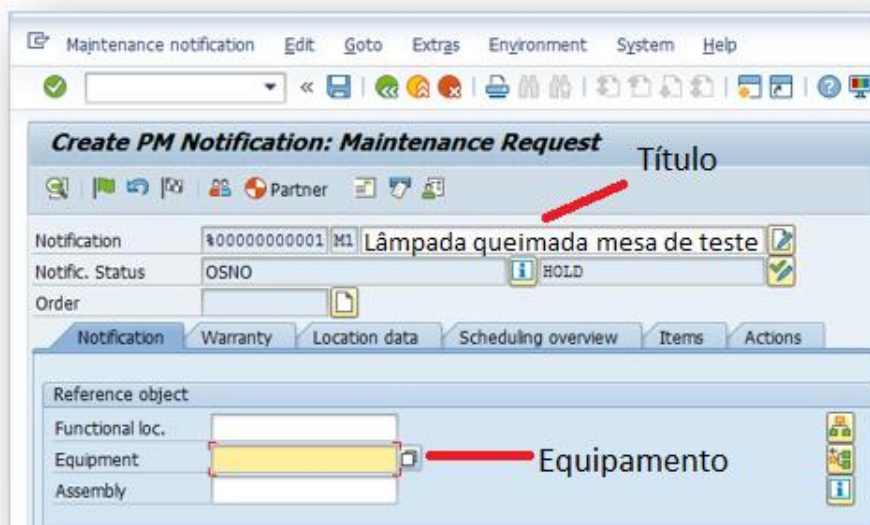 Maintenance notification Edit Goto Extras Environment System Help
Create PM Notification: Maintenance Request
Título
Partner
Notification %00000000001 M1 Lâmpada queimada mesa de teste
Notific. Status OSNO HOLD
Order
Notification Warranty Location data Scheduling overview Items Actions
Reference object
Functional loc.
Equipment Equipamento
Assembly